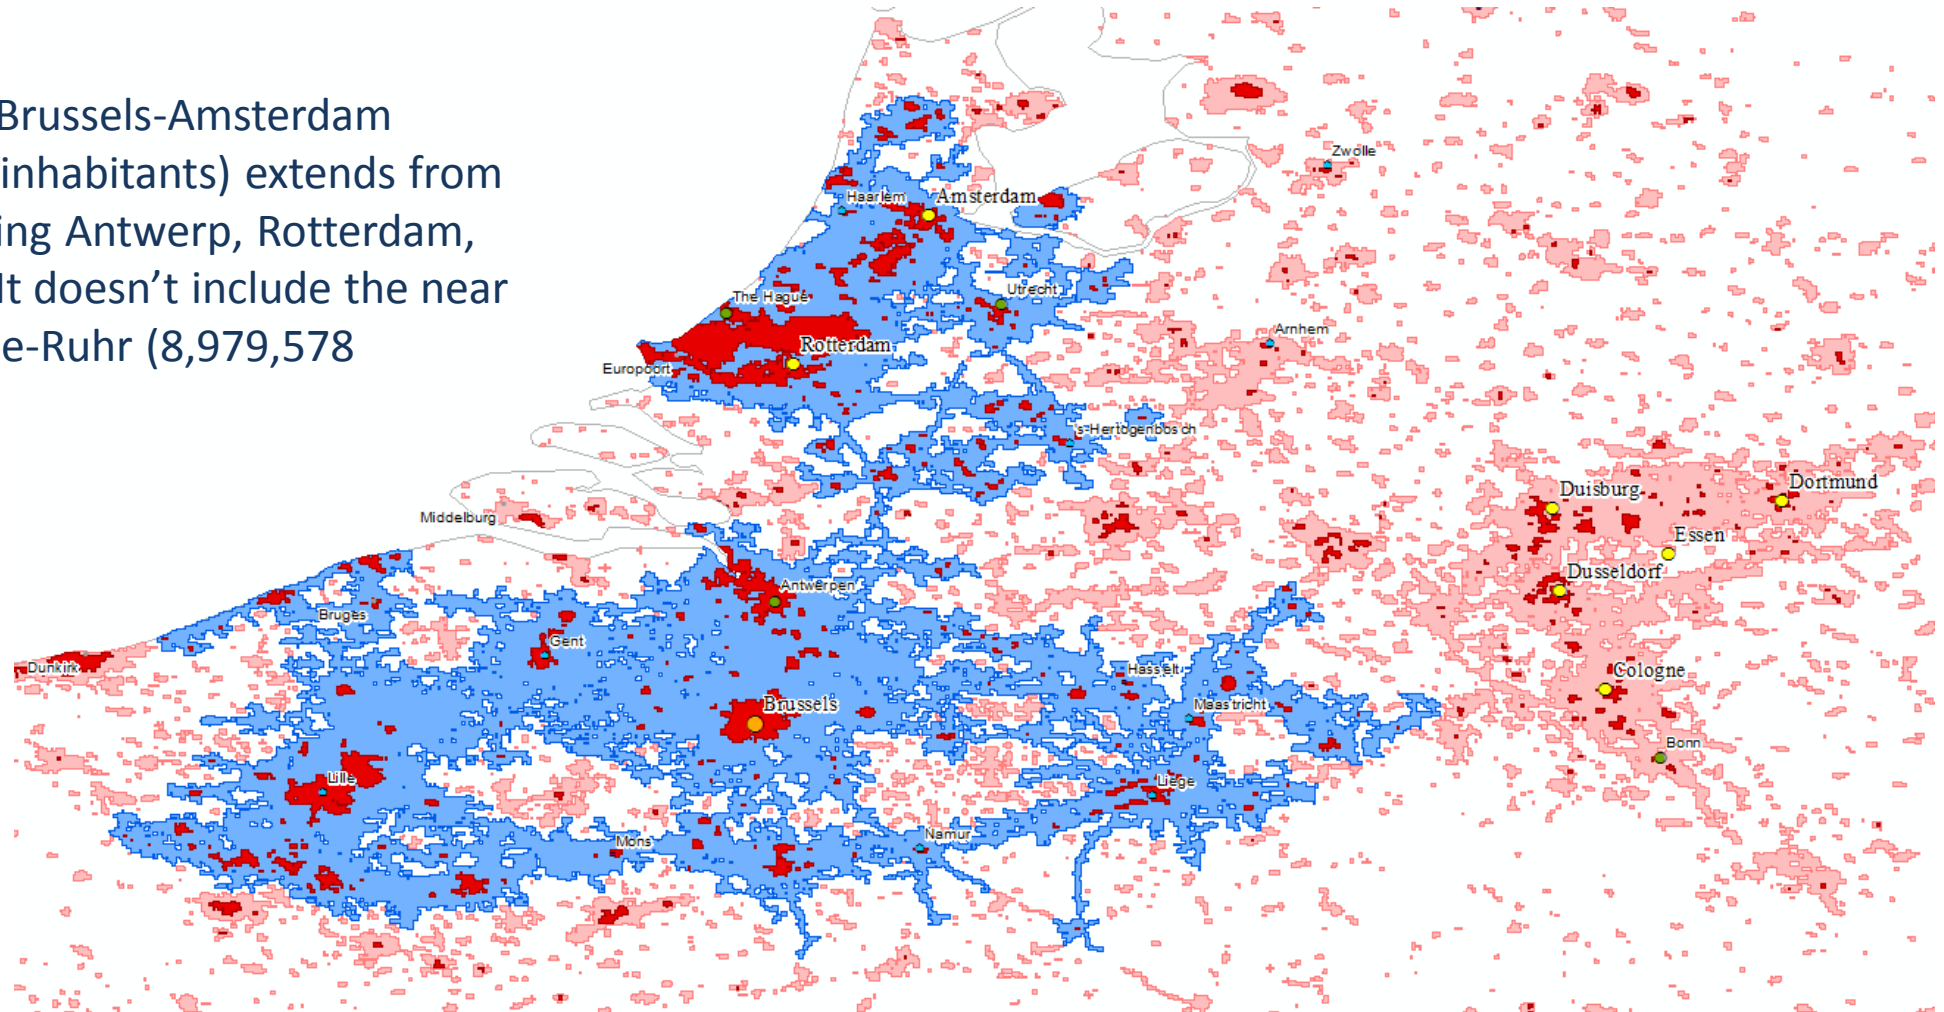 Brussels-Amsterdam
inhabitants) extends from
ing Antwerp, Rotterdam,
It doesn’t include the near
e-Ruhr (8,979,578
Zwolle
Haarlem
Amsterdam
The Hague
Utrecht
Arnhem
Rotterdam
Europoort
's-Hertogenbosch
Middelburg
Duisburg
Dortmund
Essen
Dusseldorf
Antwerpen
Bruges
Gent
Dunkirk
Hasselt
Cologne
Brussels
Maastricht
Bonn
Lille
Liege
Namur
Mons